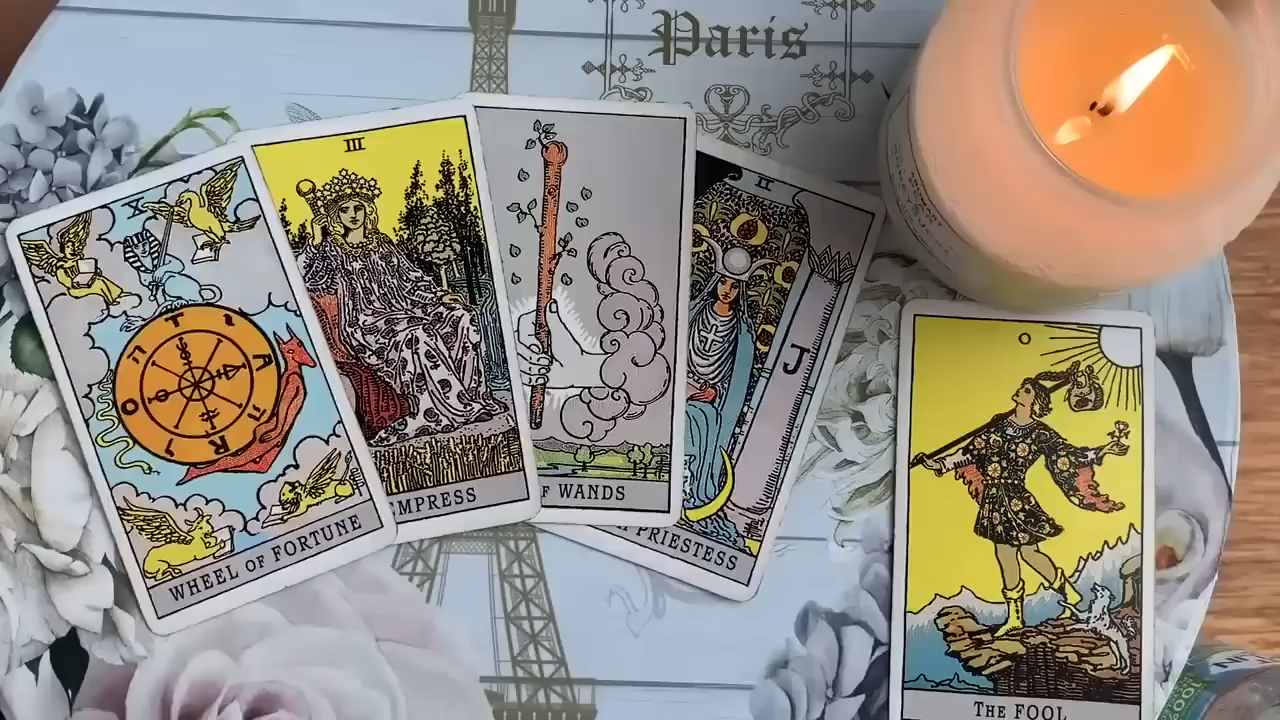 Paris
III
II
X
J
T
A
R
O
WHEEL OF FORTUNE
MPRESS
F WANDS
PRIESTESS
THE FOOL